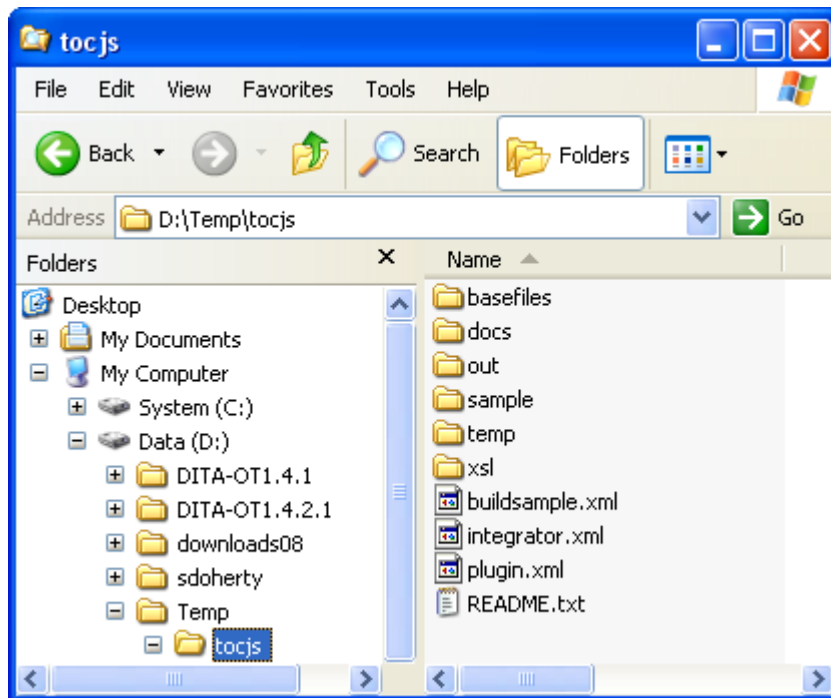 tocjs
File Edit View Favorites Tools Help
Back Search Folders
Address D:\Temp\tocjs Go
Folders
Name
Desktop
My Documents
My Computer
System (C:)
Data (D:)
DITA-OT1.4.1
DITA-OT1.4.2.1
downloads08
sdoherty
Temp
tocjs
basefiles
docs
out
sample
temp
xsl
buildsample.xml
integrator.xml
plugin.xml
README.txt